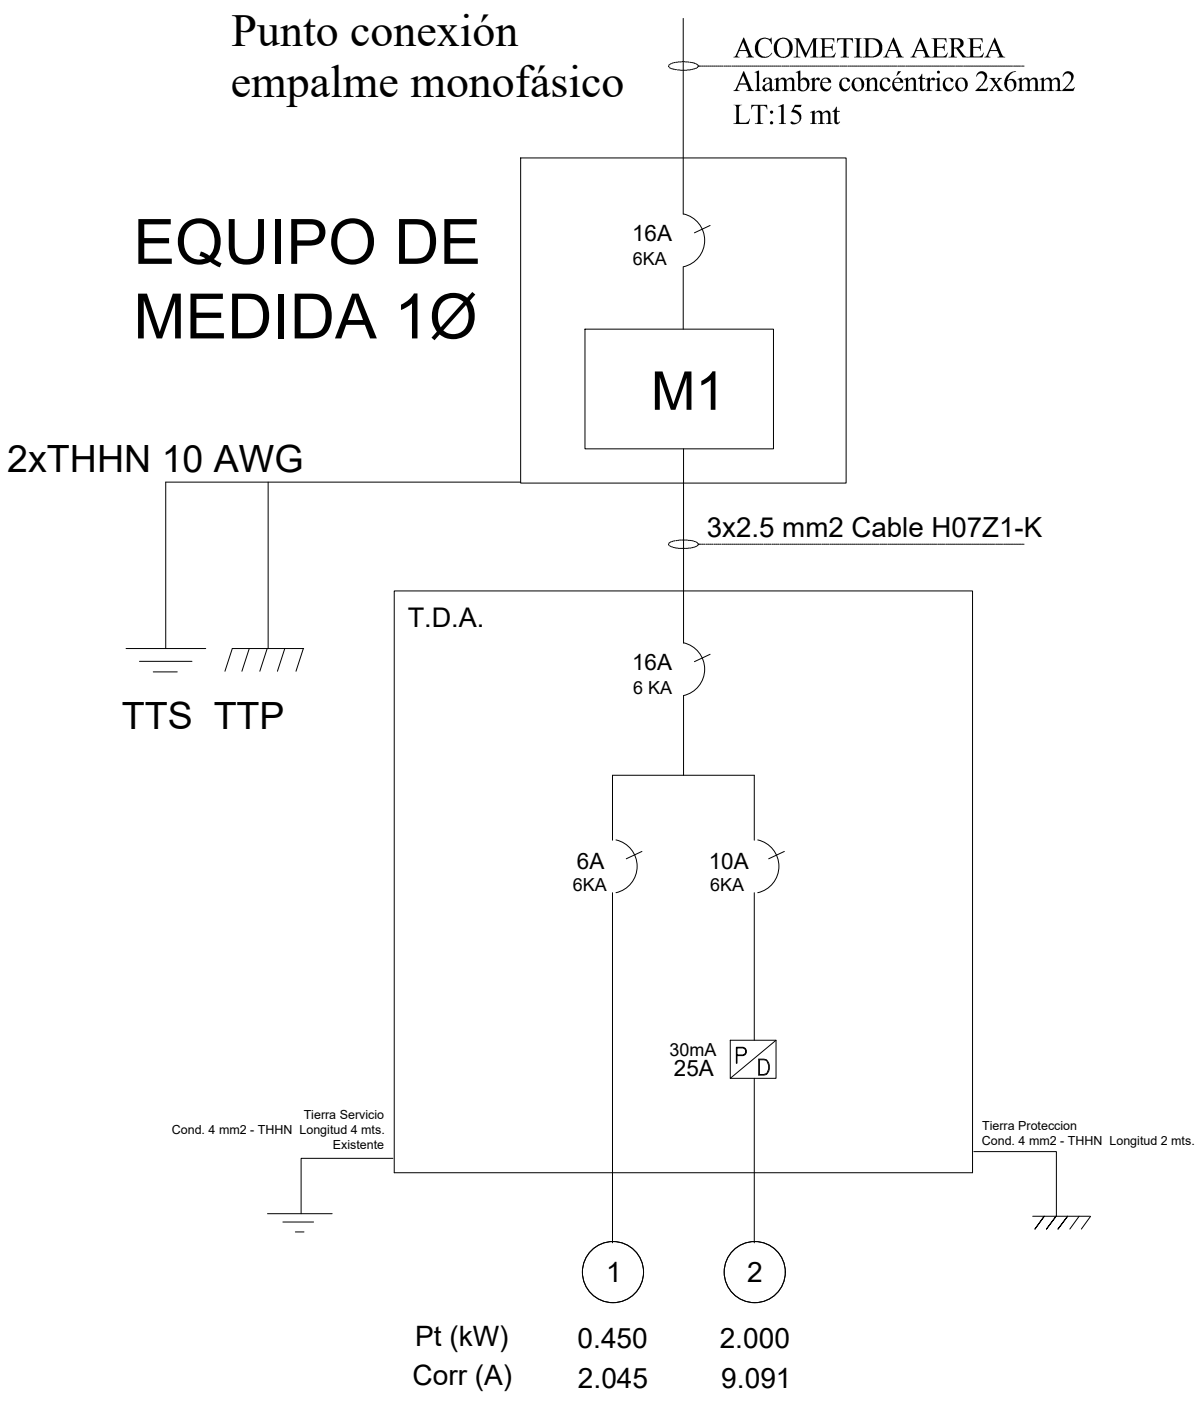 Punto conexión
empalme monofásico
ACOMETIDA AEREA
Alambre concéntrico 2x6mm2
LT:15 mt
EQUIPO DE
MEDIDA 1Ø
16A
6KA
M1
2xTHHN 10 AWG
3x2.5 mm2 Cable H07Z1-K
TTS TTP
T.D.A.
16A
6 KA
6A
6KA
10A
6KA
30mA
25A
P
D
Tierra Servicio
Cond. 4 mm2 - THHN Longitud 4 mts.
Existente
Tierra Proteccion
Cond. 4 mm2 - THHN Longitud 2 mts.
1 2
Pt (kW) 0.450 2.000
Corr (A) 2.045 9.091